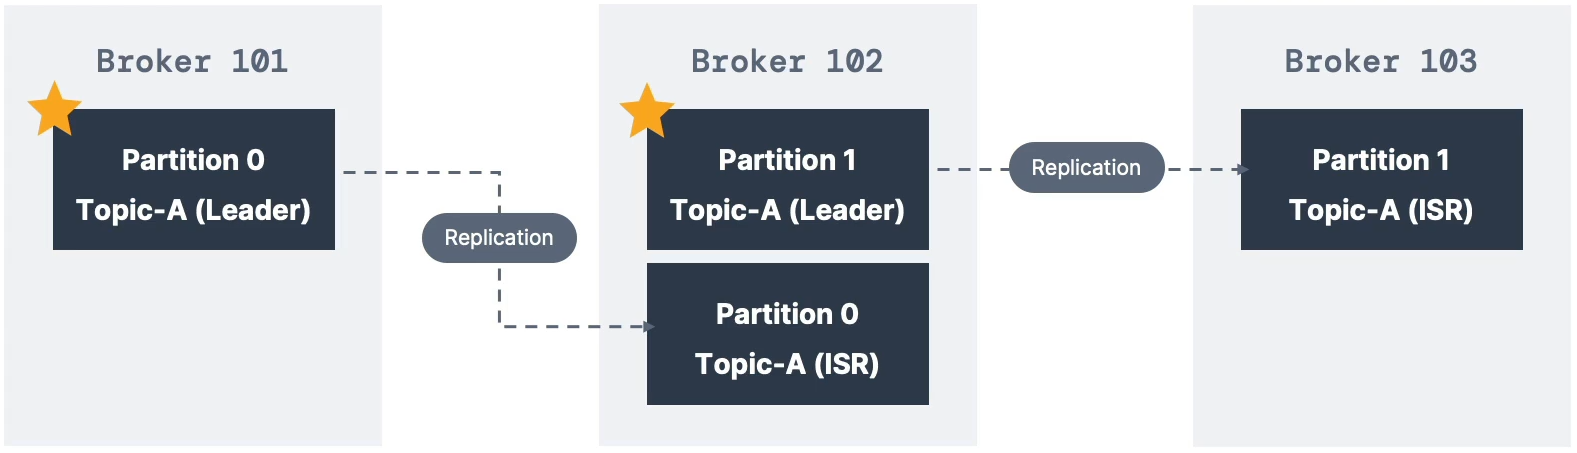 Broker 101
Partition 0
Topic-A (Leader)
Replication
Broker 102
Partition 1
Topic-A (Leader)
Partition 0
Topic-A (ISR)
Replication
Broker 103
Partition 1
Topic-A (ISR)